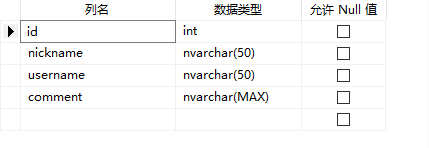 列名 数据类型 允许 Null 值
id int
nickname nvarchar(50)
username nvarchar(50)
comment nvarchar(MAX)